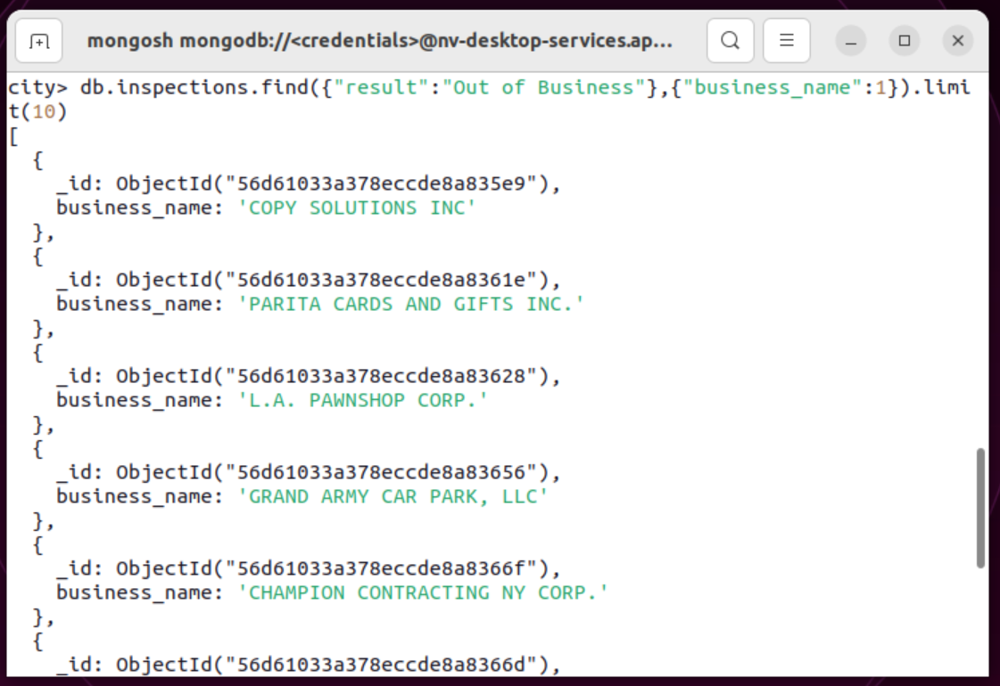 mongosh mongodb://<credentials>@nv-desktop-services.ap...
city> db.inspections.find({"result":"Out of Business"},{"business_name":1}).limi
t(10)
[
  {
    _id: ObjectId("56d61033a378eccde8a835e9"),
    business_name: 'COPY SOLUTIONS INC'
  },
  {
    _id: ObjectId("56d61033a378eccde8a8361e"),
    business_name: 'PARITA CARDS AND GIFTS INC.'
  },
  {
    _id: ObjectId("56d61033a378eccde8a83628"),
    business_name: 'L.A. PAWNSHOP CORP.'
  },
  {
    _id: ObjectId("56d61033a378eccde8a83656"),
    business_name: 'GRAND ARMY CAR PARK, LLC'
  },
  {
    _id: ObjectId("56d61033a378eccde8a8366f"),
    business_name: 'CHAMPION CONTRACTING NY CORP.'
  },
  {
    _id: ObjectId("56d61033a378eccde8a8366d"),